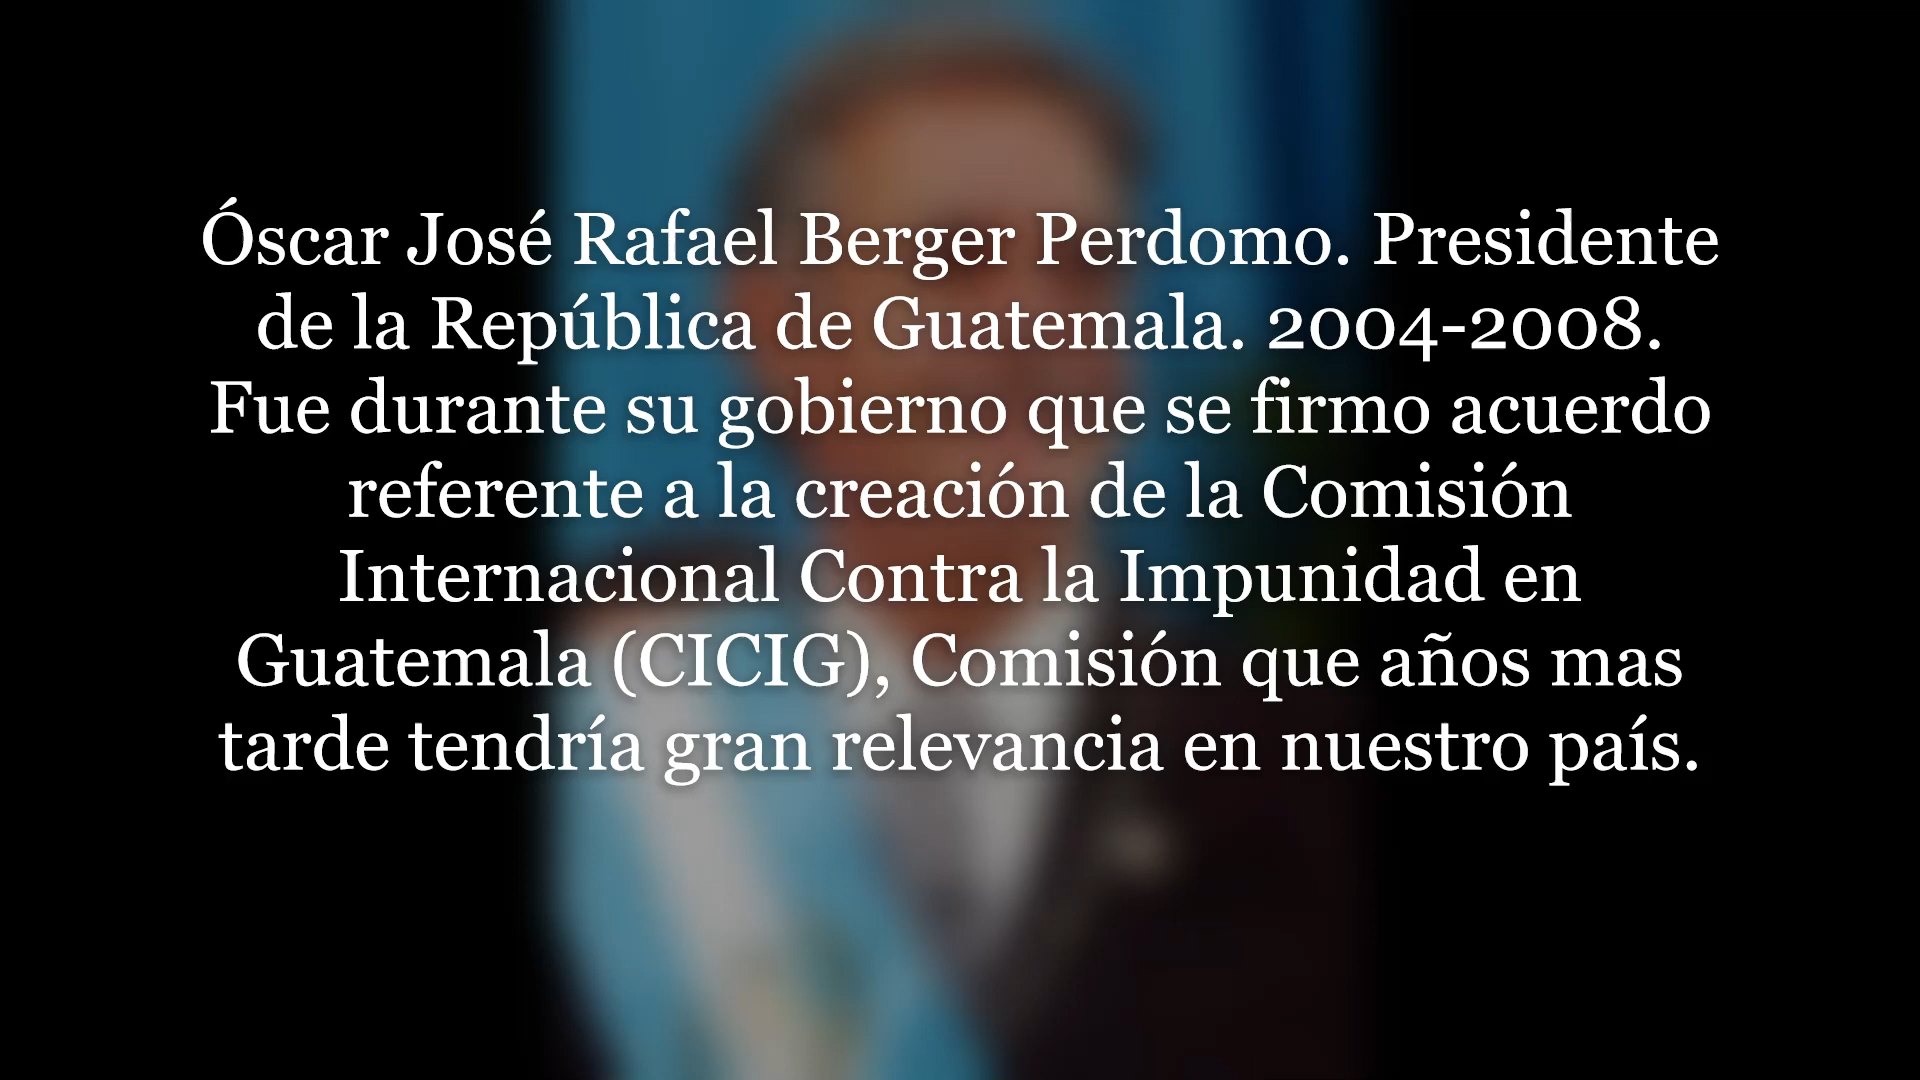 Óscar José Rafael Berger Perdomo. Presidente
de la República de Guatemala. 2004-2008.
Fue durante su gobierno que se firmo acuerdo
referente a la creación de la Comisión
Internacional Contra la Impunidad en
Guatemala (CICIG), Comisión que años mas
tarde tendría gran relevancia en nuestro país.